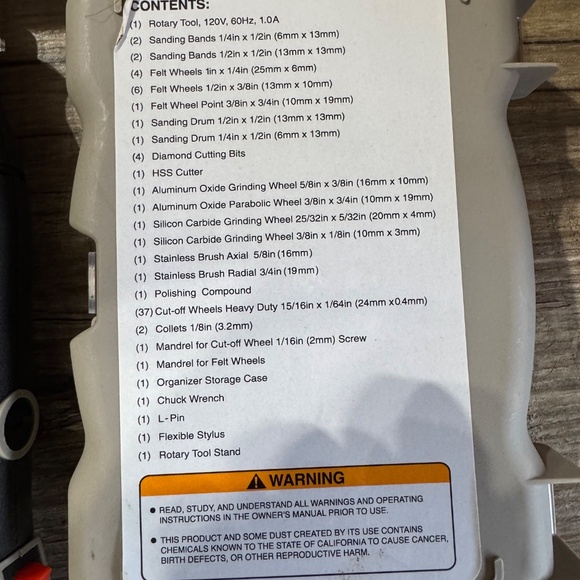 CONTENTS:
(1) Rotary Tool, 120V, 60Hz, 1.0A
(2) Sanding Bands 1/4in x 1/2in (6mm x 13mm)
(2) Sanding Bands 1/2in x 1/2in (13mm x 13mm)
(4) Felt Wheels 1in x 1/4in (25mm x 6mm)
(6) Felt Wheels 1/2in x 3/8in (13mm x 10mm)
(1) Felt Wheel Point 3/8in x 3/4in (10mm x 19mm)
(1) Sanding Drum 1/2in x 1/2in (13mm x 13mm)
(1) Sanding Drum 1/4in x 1/2in (6mm x 13mm)
(4) Diamond Cutting Bits
(1) HSS Cutter
(1) Aluminum Oxide Grinding Wheel 5/8in x 3/8in (16mm x 10mm)
(1) Aluminum Oxide Parabolic Wheel 3/8in x 3/4in (10mm x 19mm)
(1) Silicon Carbide Grinding Wheel 25/32in x 5/32in (20mm x 4mm)
(1) Silicon Carbide Grinding Wheel 3/8in x 1/8in (10mm x 3mm)
(1) Stainless Brush Axial 5/8in (16mm)
(1) Stainless Brush Radial 3/4in (19mm)
(1) Polishing Compound
(37) Cut-off Wheels Heavy Duty 15/16in x 1/64in (24mm x0.4mm)
(2) Collets 1/8in (3.2mm)
(1) Mandrel for Cut-off Wheel 1/16in (2mm) Screw
(1) Mandrel for Felt Wheels
(1) Organizer Storage Case
(1) Chuck Wrench
(1) L-Pin
(1) Flexible Stylus
(1) Rotary Tool Stand
WARNING
• READ, STUDY, AND UNDERSTAND ALL WARNINGS AND OPERATING
INSTRUCTIONS IN THE OWNER'S MANUAL PRIOR TO USE.
• THIS PRODUCT AND SOME DUST CREATED BY ITS USE CONTAINS
CHEMICALS KNOWN TO THE STATE OF CALIFORNIA TO CAUSE CANCER,
BIRTH DEFECTS, OR OTHER REPRODUCTIVE HARM.